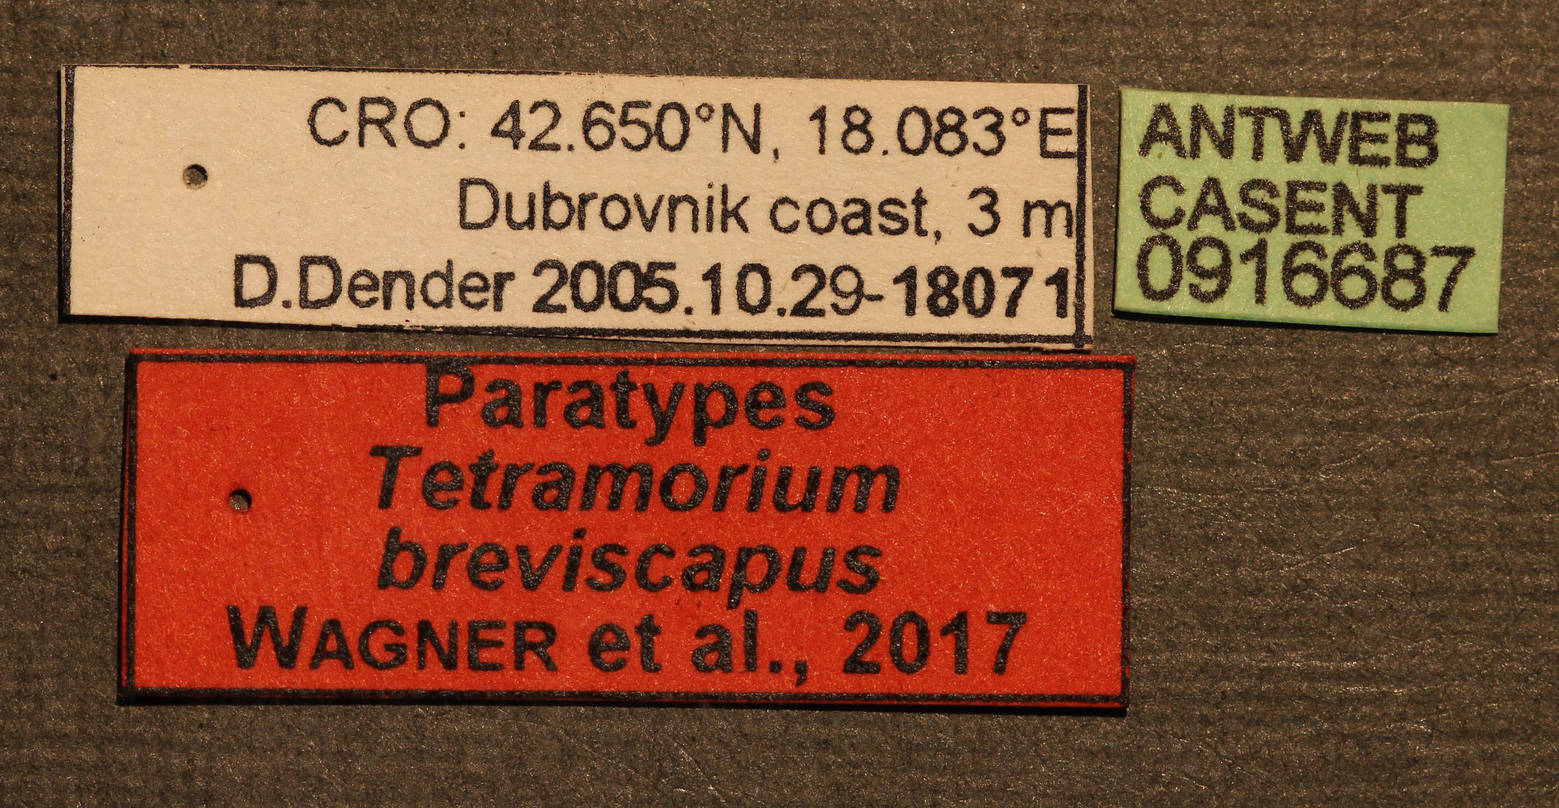 CRO: 42.650°N, 18.083°E
Dubrovnik coast, 3 m
D.Dender 2005.10.29-18071
ANTWEB
CASENT
0916687
Paratypes
Tetramorium
breviscapus
WAGNER et al., 2017